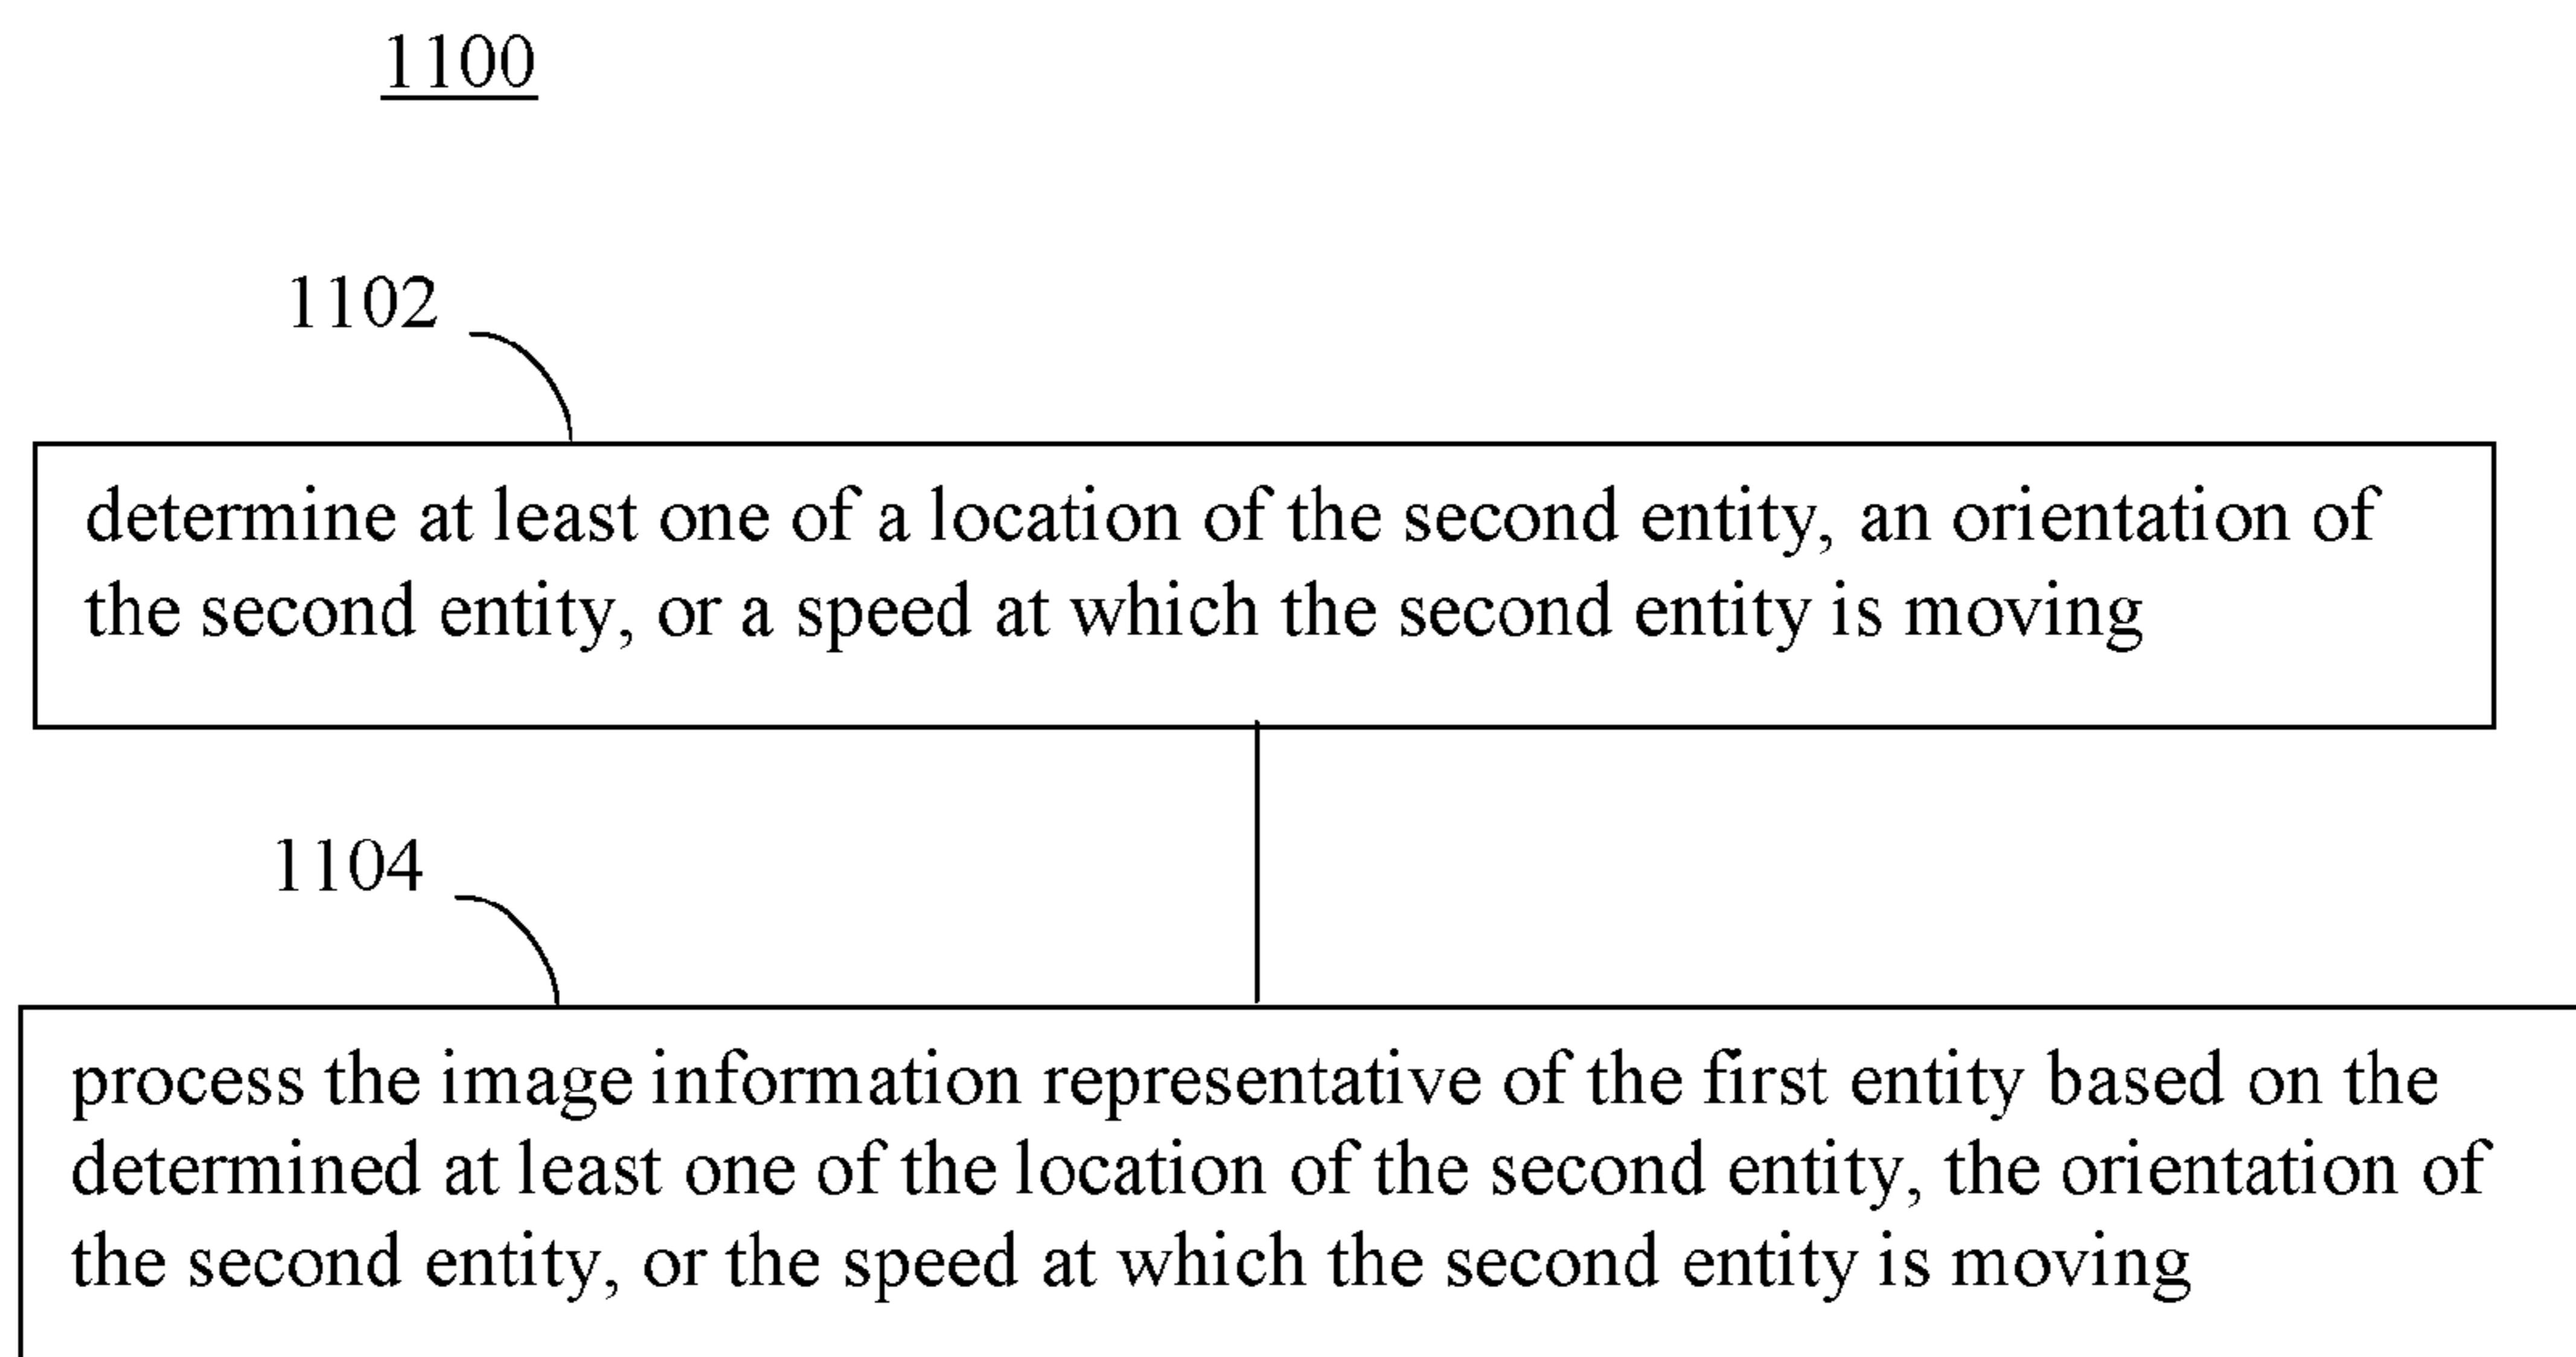 1100
1102
determine at least one of a location of the second entity, an orientation of
the second entity, or a speed at which the second entity is moving
1104
process the image information representative of the first entity based on the
determined at least one of the location of the second entity, the orientation of
the second entity, or the speed at which the second entity is moving